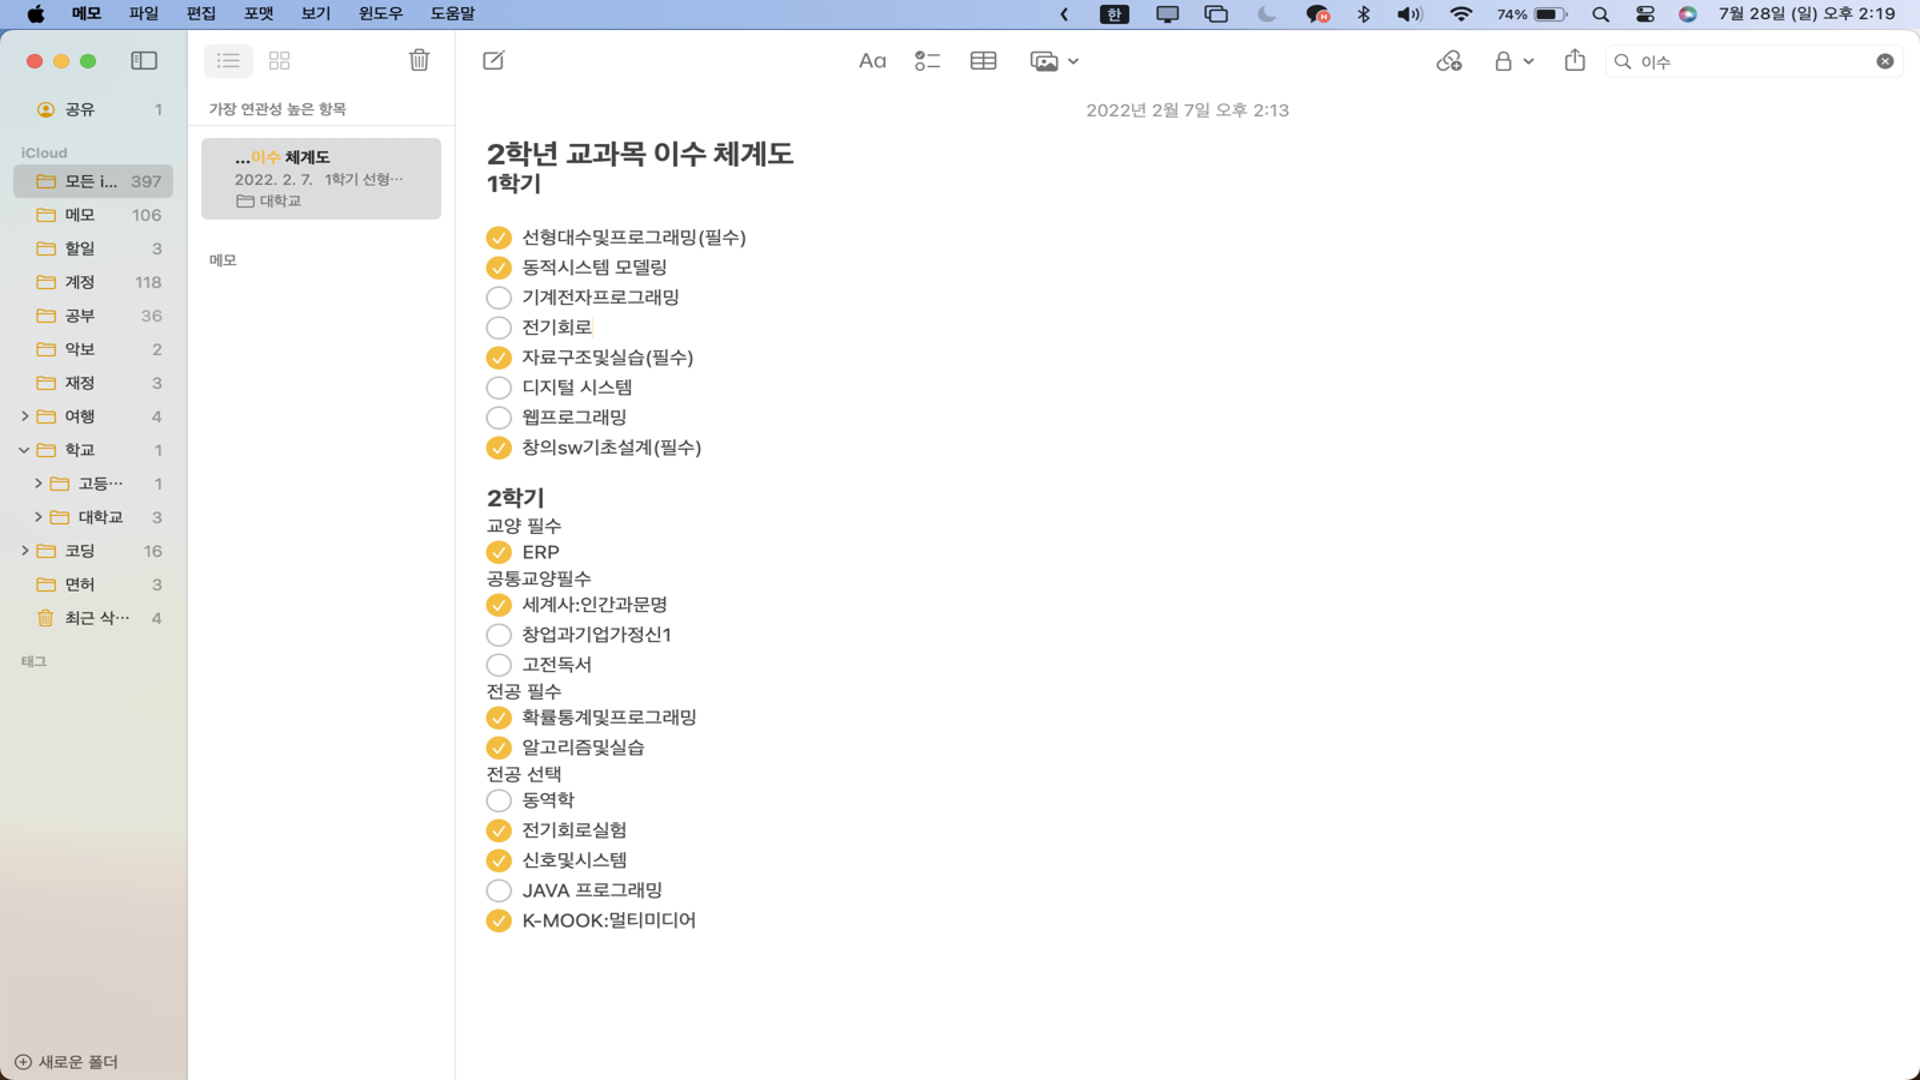 메모 파일 편집 포맷 보기 윈도우 도움말
한 N 74% 7월 28일 (일) 오후 2:19
이수
공유 1
iCloud
모든 i... 397
메모 106
할일 3
계정 118
공부 36
악보 2
재정 3
여행 4
학교 1
고등… 1
대학교 3
코딩 16
면허 3
최근 삭… 4
태그
새로운 폴더
가장 연관성 높은 항목
...이수 체계도
2022. 2. 7. 1학기 선형…
대학교
메모
Aa
2022년 2월 7일 오후 2:13
2학년 교과목 이수 체계도
1학기
선형대수및프로그래밍(필수)
동적시스템 모델링
기계전자프로그래밍
전기회로
자료구조및실습(필수)
디지털 시스템
웹프로그래밍
창의sw기초설계(필수)
2학기
교양 필수
ERP
공통교양필수
세계사:인간과문명
창업과기업가정신1
고전독서
전공 필수
확률통계및프로그래밍
알고리즘및실습
전공 선택
동역학
전기회로실험
신호및시스템
JAVA 프로그래밍
K-MOOK:멀티미디어